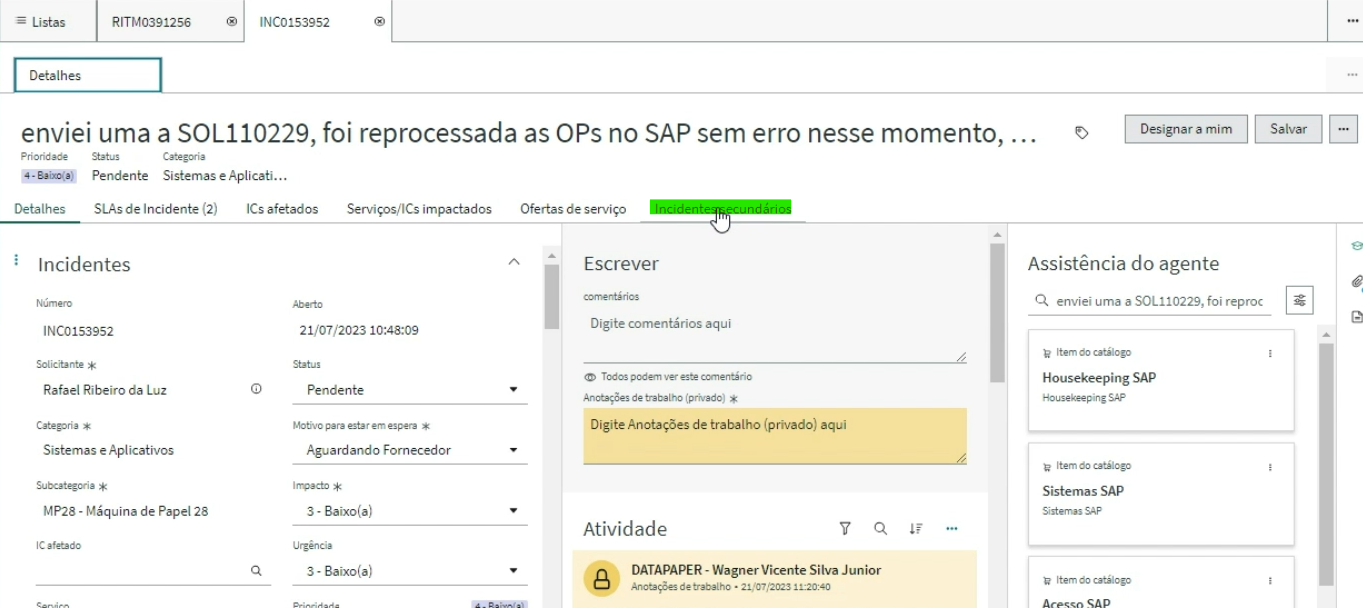 Listas
RITM0391256
INC0153952
Detalhes
enviei uma a SOL110229, foi reprocessada as OPs no SAP sem erro nesse momento, ...
Designar a mim
Salvar
Prioridade Status Categoria
4 - Baixo(a) Pendente Sistemas e Aplicati...
Detalhes SLAs de Incidente (2) ICs afetados Serviços/ICs impactados Ofertas de serviço Incidentes secundários
Incidentes
Número
INC0153952
Aberto
21/07/2023 10:48:09
Solicitante *
Rafael Ribeiro da Luz
Status
Pendente
Categoria *
Sistemas e Aplicativos
Motivo para estar em espera *
Aguardando Fornecedor
Subcategoria *
MP28 - Máquina de Papel 28
Impacto *
3 - Baixo(a)
IC afetado
Urgência
3 - Baixo(a)
Serviço
Prioridade
4 - Baixo(a)
Escrever
comentários
Digite comentários aqui
Todos podem ver este comentário
Anotações de trabalho (privado) *
Digite Anotações de trabalho (privado) aqui
Atividade
DATAPAPER - Wagner Vicente Silva Junior
Anotações de trabalho • 21/07/2023 11:20:40
Assistência do agente
enviei uma a SOL110229, foi reproc
Item do catálogo
Housekeeping SAP
Housekeeping SAP
Item do catálogo
Sistemas SAP
Sistemas SAP
Item do catálogo
Acesso SAP